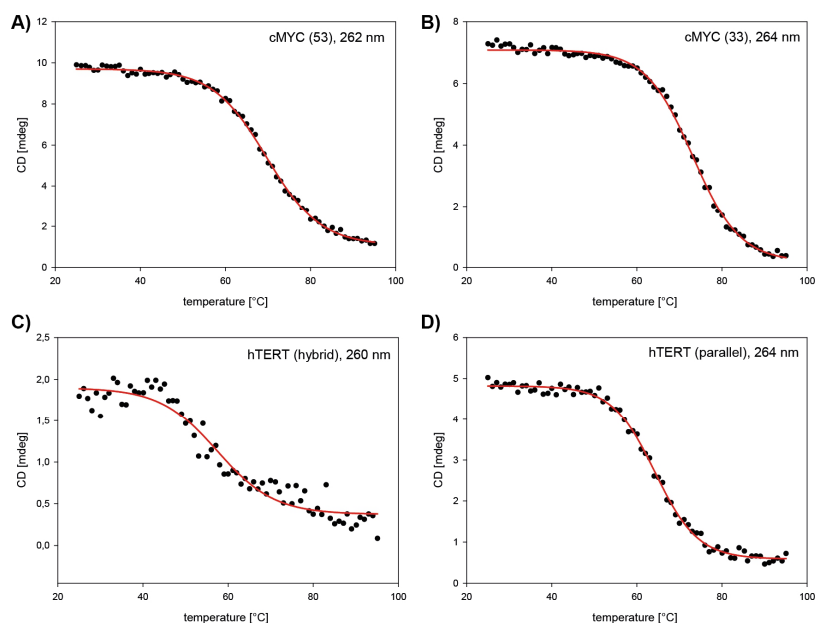 A)
cMYC (53), 262 nm
12
10
8
6
4
2
0
CD [mdeg]
20 40 60 80 100
temperature [°C]
B)
cMYC (33), 264 nm
8
6
4
2
0
CD [mdeg]
20 40 60 80 100
temperature [°C]
C)
hTERT (hybrid), 260 nm
2,5
2,0
1,5
1,0
0,5
0,0
CD [mdeg]
20 40 60 80 100
temperature [°C]
D)
hTERT (parallel), 264 nm
6
5
4
3
2
1
0
CD [mdeg]
20 40 60 80 100
temperature [°C]